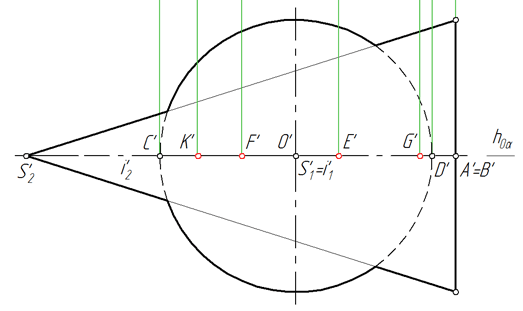 C' K' F' O' E' G' h₀α
S'₂ i'₂ S'₁=i'₁ D' A'=B'